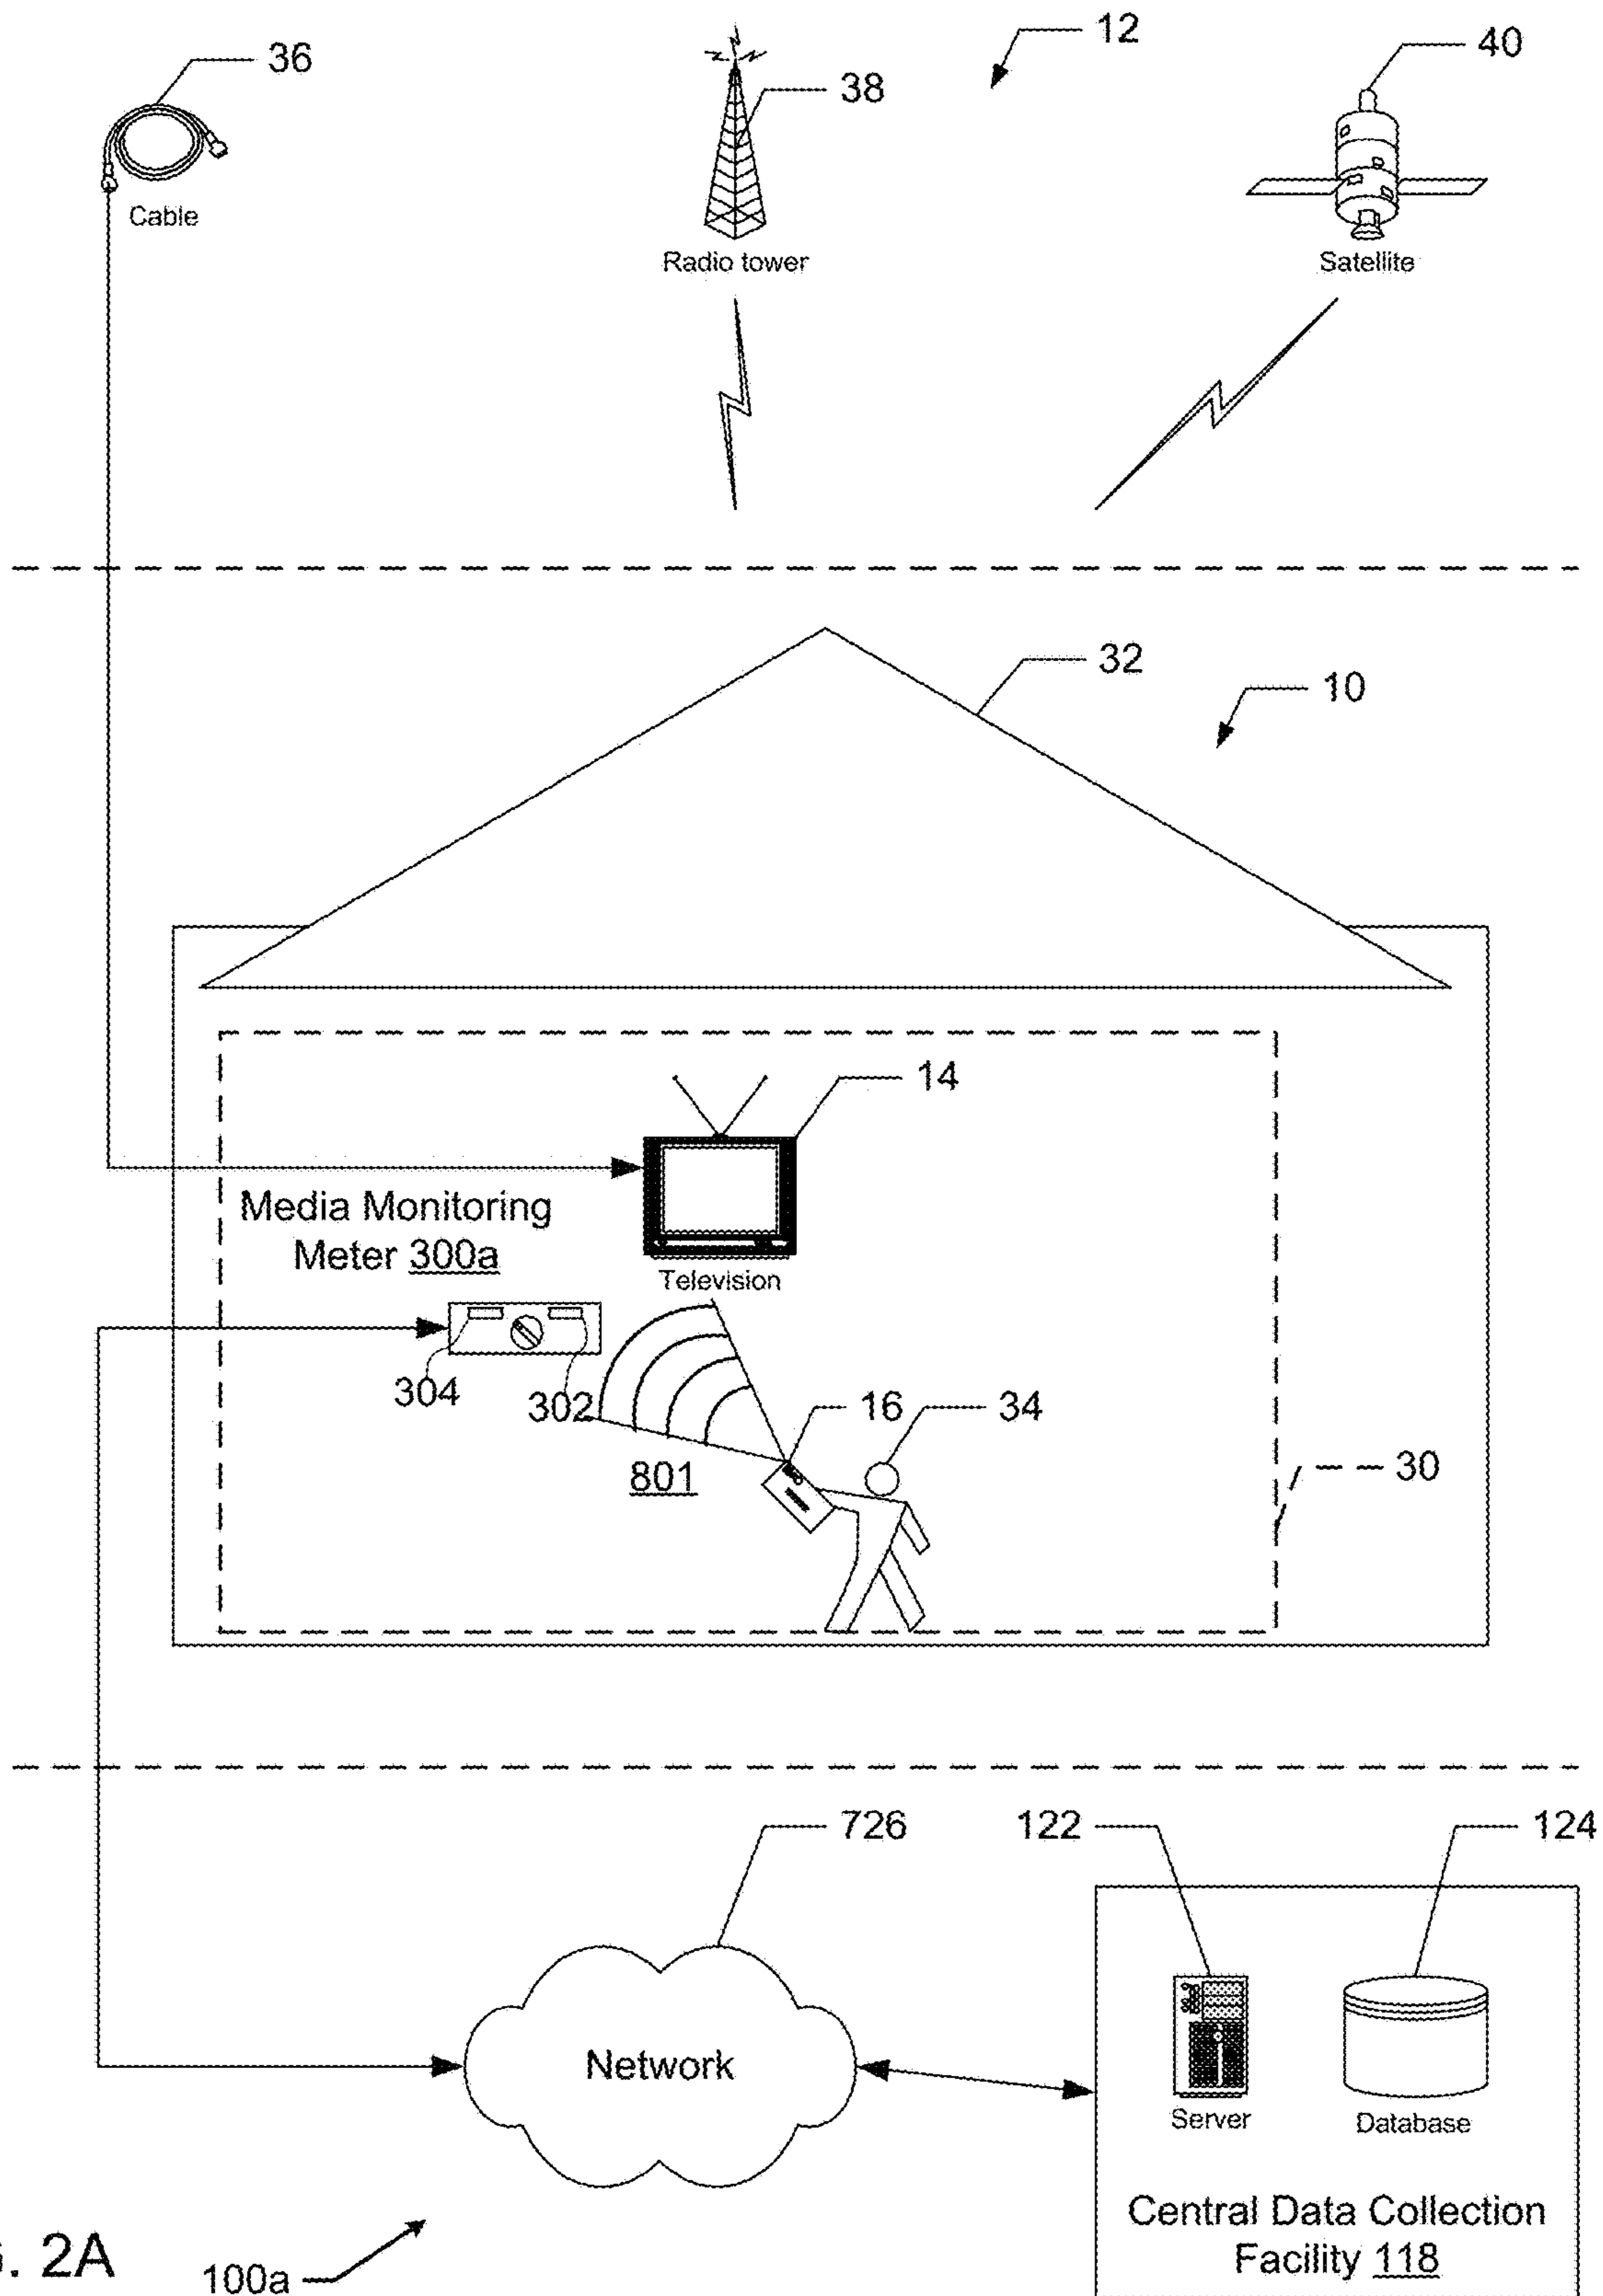 12
36
40
38
Cable
Radio tower
Satellite
32
10
14
Media Monitoring
Meter 300a
Television
304
302
16
34
801
30
726
122
124
Network
Server
Database
Central Data Collection
Facility 118
. 2A
100a